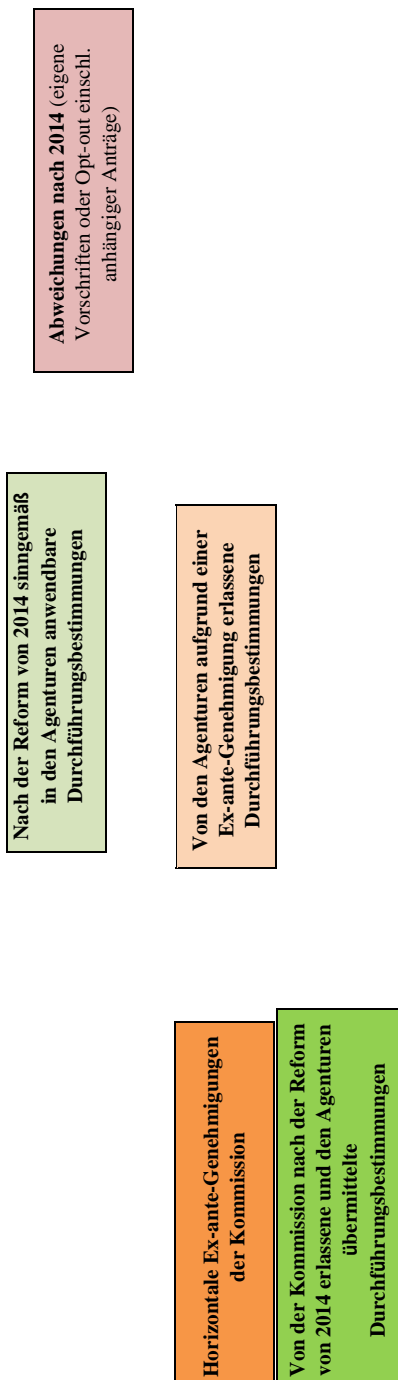 Nach der Reform von 2014 sinngemäß
in den Agenturen anwendbare
Durchführungsbestimmungen
Abweichungen nach 2014 (eigene
Vorschriften oder Opt-out einschl.
anhängiger Anträge)
Horizontale Ex-ante-Genehmigungen
der Kommission
Von den Agenturen aufgrund einer
Ex-ante-Genehmigung erlassene
Durchführungsbestimmungen
Von der Kommission nach der Reform
von 2014 erlassene und den Agenturen
übermittelte
Durchführungsbestimmungen